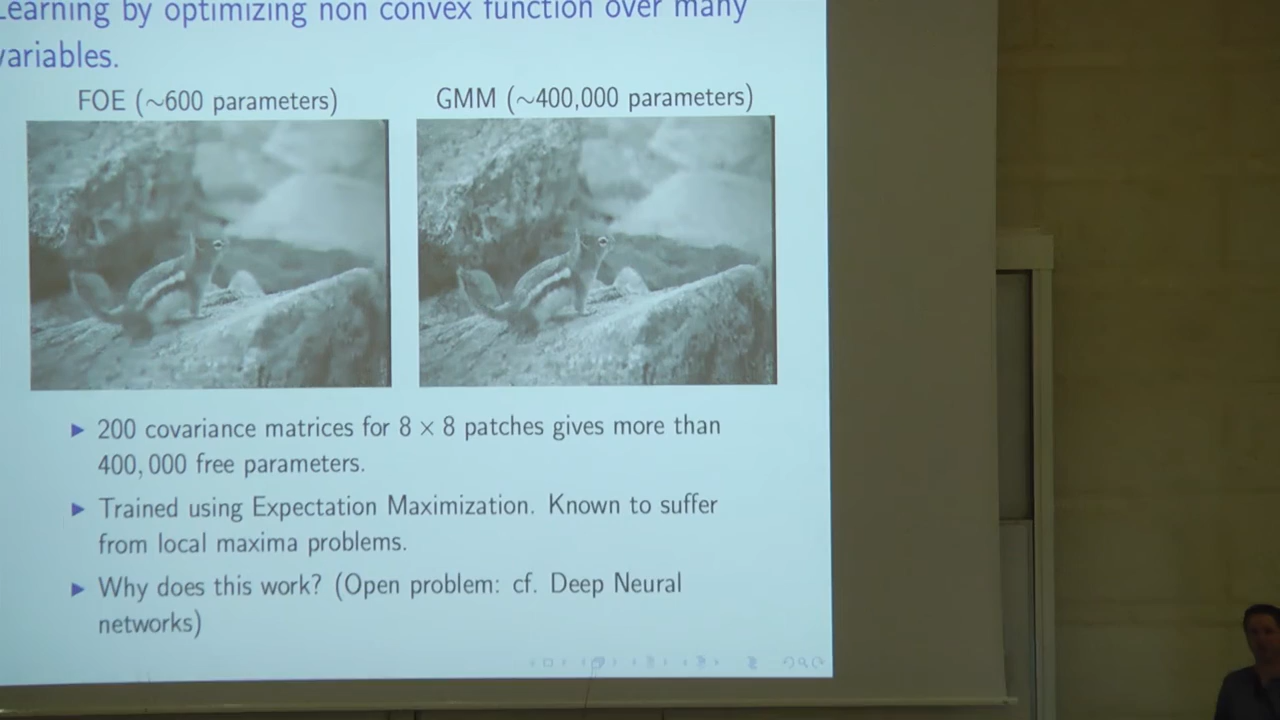 Learning by optimizing non convex function over many
variables.
FOE (~600 parameters)
GMM (~400,000 parameters)
▶ 200 covariance matrices for 8 × 8 patches gives more than
400,000 free parameters.
▶ Trained using Expectation Maximization. Known to suffer
from local maxima problems.
▶ Why does this work? (Open problem: cf. Deep Neural
networks)